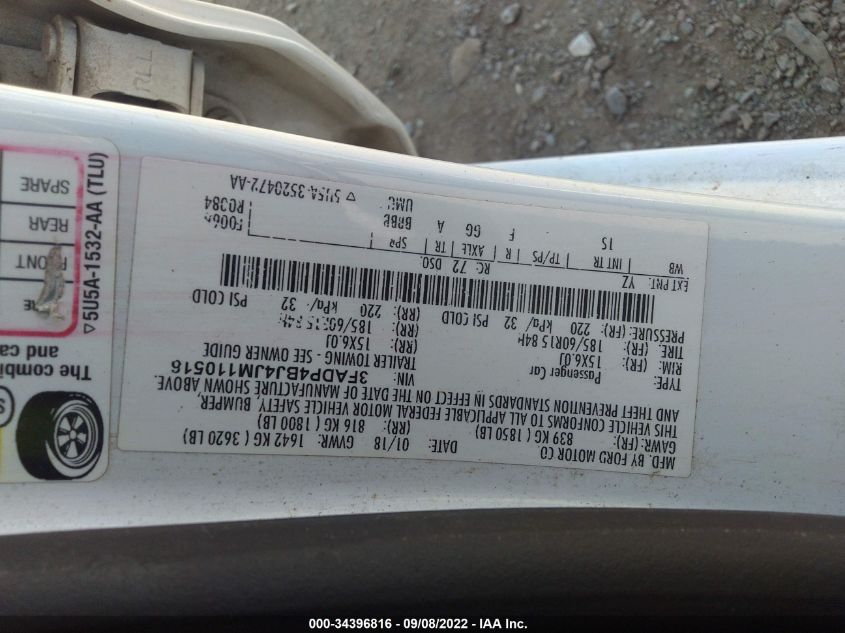 MFD. BY FORD MOTOR CO
DATE: 01/18 GVWR: 1642 KG ( 3620 LB)
GAWR: (FR): 839 KG ( 1850 LB) (RR): 816 KG ( 1800 LB)
THIS VEHICLE CONFORMS TO ALL APPLICABLE FEDERAL MOTOR VEHICLE SAFETY, BUMPER,
AND THEFT PREVENTION STANDARDS IN EFFECT ON THE DATE OF MANUFACTURE SHOWN ABOVE.
VIN: 3FADP4BJ4JM110516
TYPE: Passenger Car TRAILER TOWING - SEE OWNER GUIDE
RIM: (FR): 15X6.0J (RR): 15X6.0J
TIRE: (FR): 185/60R15 84H (RR): 185/60R15 84H
PRESSURE: (FR): 220 kPa/ 32 PSI COLD (RR): 220 kPa/ 32 PSI COLD
EXT PNT: YZ RC: 72 DSO:
WB INT TR TP/PS R AXLE TR SPR
15 F GG A BRBB R0384
UMC
▽ 5U5A-3520472-AA
The combi
and ca
FRONT
REAR
SPARE
▽5U5A-1532-AA (TLU)
000-34396816 - 09/08/2022 - IAA Inc.